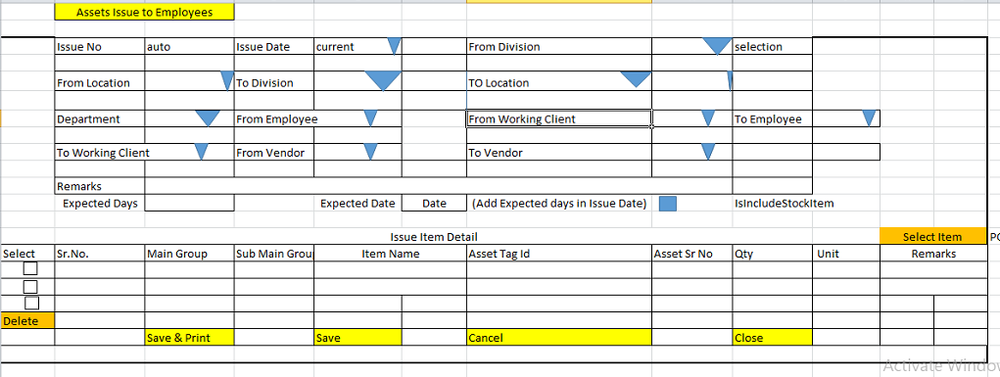 Assets Issue to Employees
Issue No auto Issue Date current From Division selection
From Location To Division TO Location
Department From Employee From Working Client To Employee
To Working Client From Vendor To Vendor
Remarks
Expected Days Expected Date Date (Add Expected days in Issue Date) IsIncludeStockItem
Issue Item Detail Select Item PO
Select Sr.No. Main Group Sub Main Grou Item Name Asset Tag Id Asset Sr No Qty Unit Remarks
Delete
Save & Print Save Cancel Close
Activate Windo